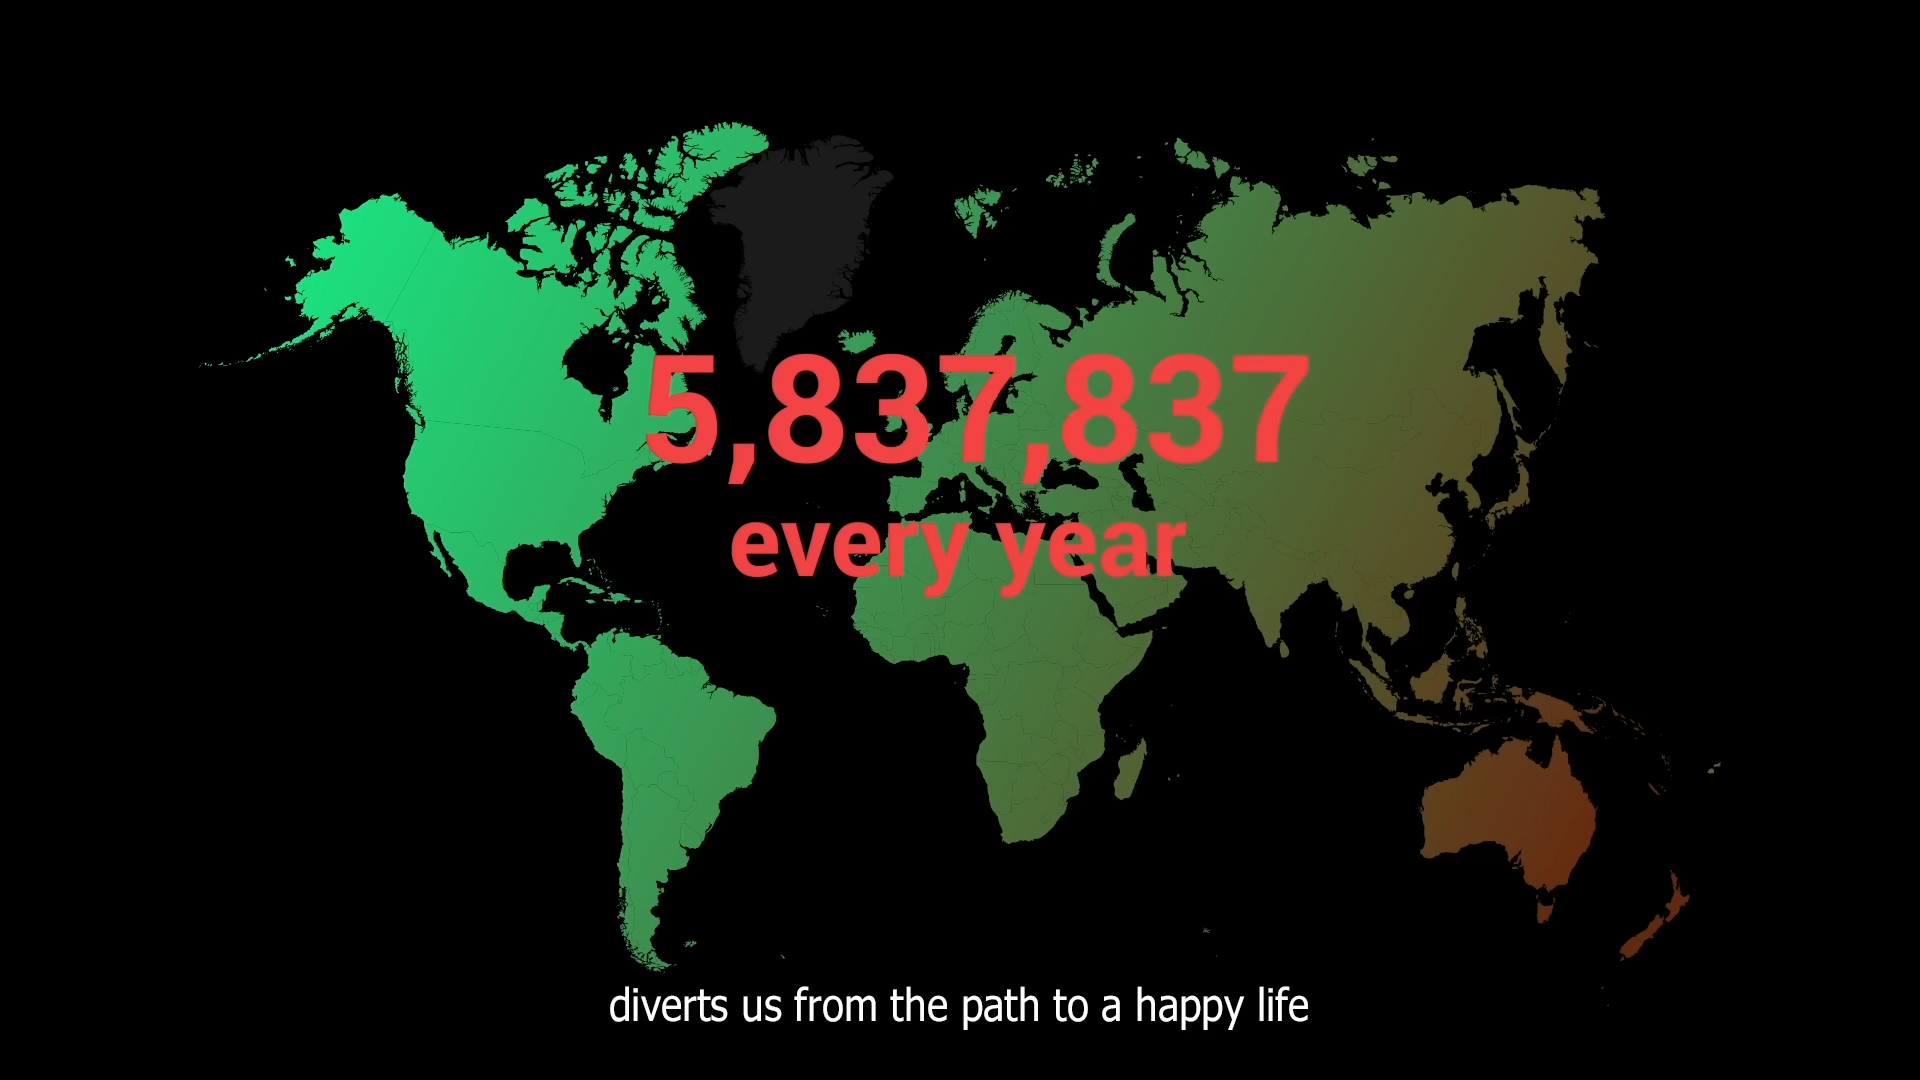 5,837,837
every year
diverts us from the path to a happy life